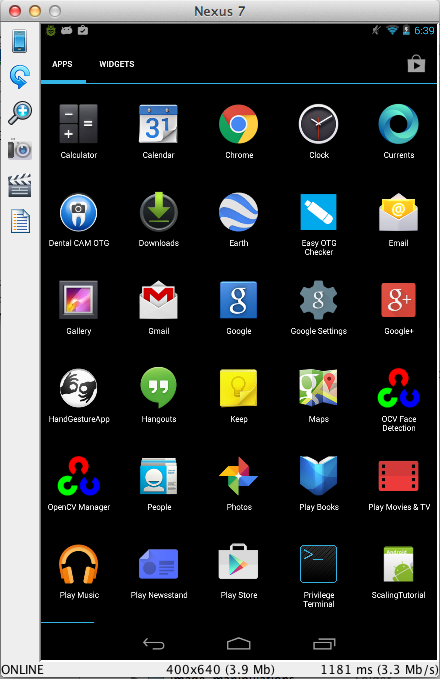 Nexus 7
6:39
APPS WIDGETS
31
Calculator Calendar Chrome Clock Currents
Dental CAM OTG Downloads Earth Easy OTG Checker Email
g g g+
Gallery Gmail Google Google Settings Google+
g
HandGestureApp Hangouts Keep Maps OCV Face Detection
OpenCV Manager People Photos Play Books Play Movies & TV
>_ Android
Play Music Play Newsstand Play Store Privilege Terminal ScalingTutorial
ONLINE 400x640 (3.9 Mb) 1181 ms (3.3 Mb/s)